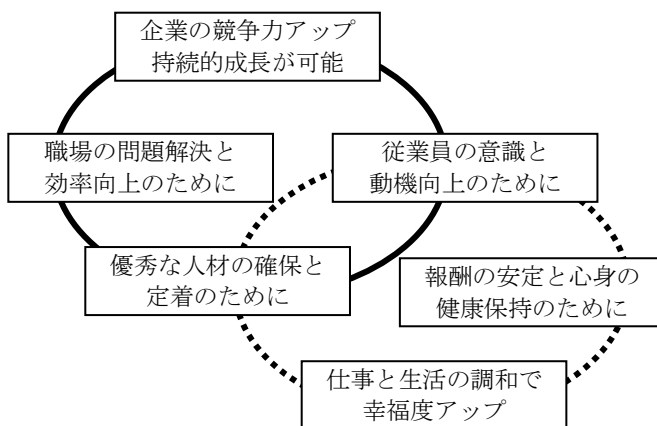 企業の競争力アップ
持続的成長が可能
職場の問題解決と
効率向上のために
従業員の意識と
動機向上のために
優秀な人材の確保と
定着のために
報酬の安定と心身の
健康保持のために
仕事と生活の調和で
幸福度アップ